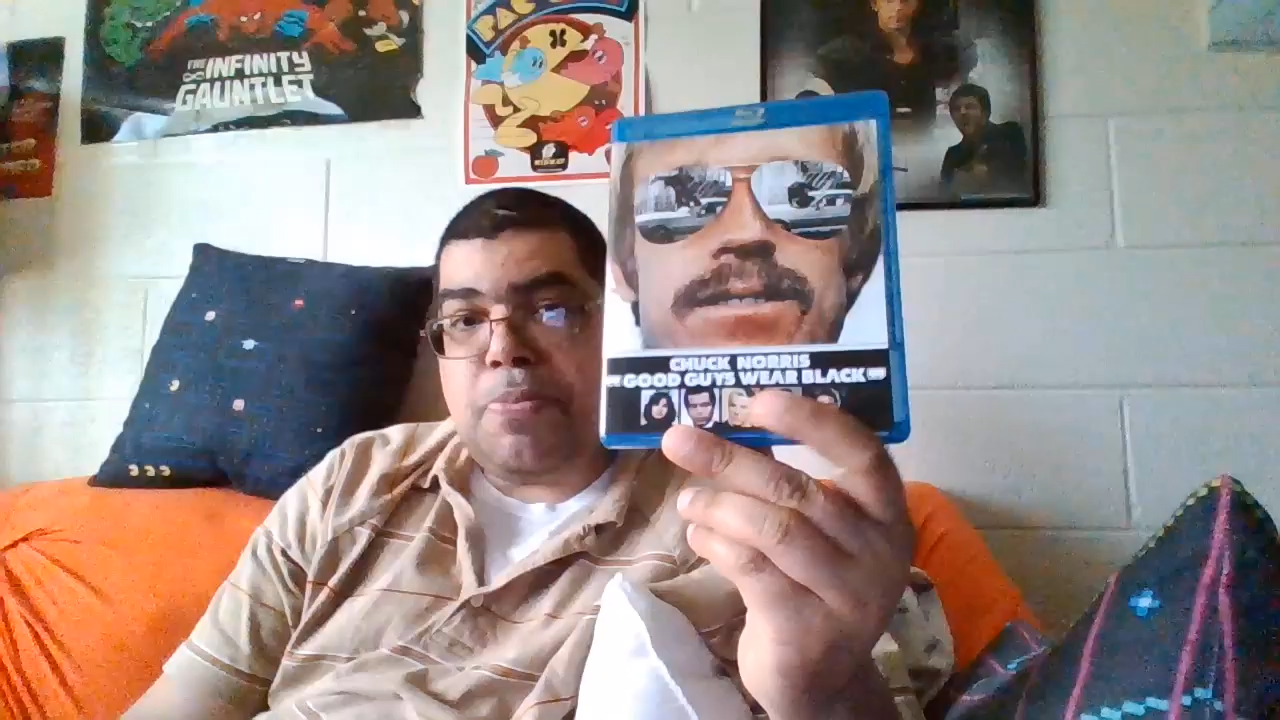 THE INFINITY
GAUNTLET
PAC
CHUCK NORRIS
GOOD GUYS WEAR BLACK